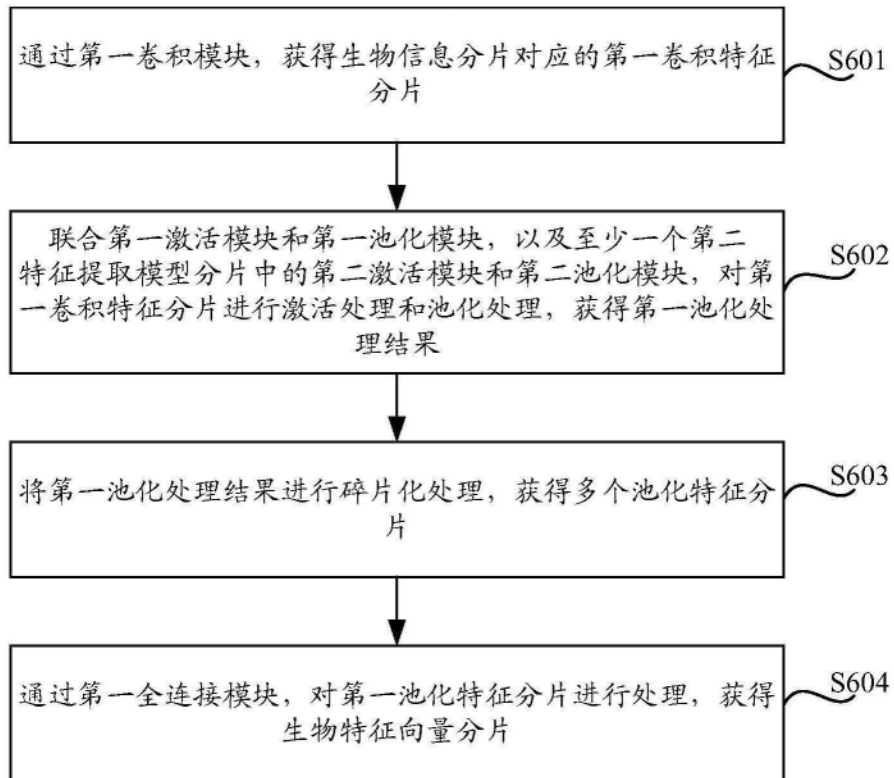 通过第一卷积模块，获得生物信息分片对应的第一卷积特征
分片
S601
联合第一激活模块和第一池化模块，以及至少一个第二
特征提取模型分片中的第二激活模块和第二池化模块，对第
一卷积特征分片进行激活处理和池化处理，获得第一池化处
理结果
S602
将第一池化处理结果进行碎片化处理，获得多个池化特征分
片
S603
通过第一全连接模块，对第一池化特征分片进行处理，获得
生物特征向量分片
S604